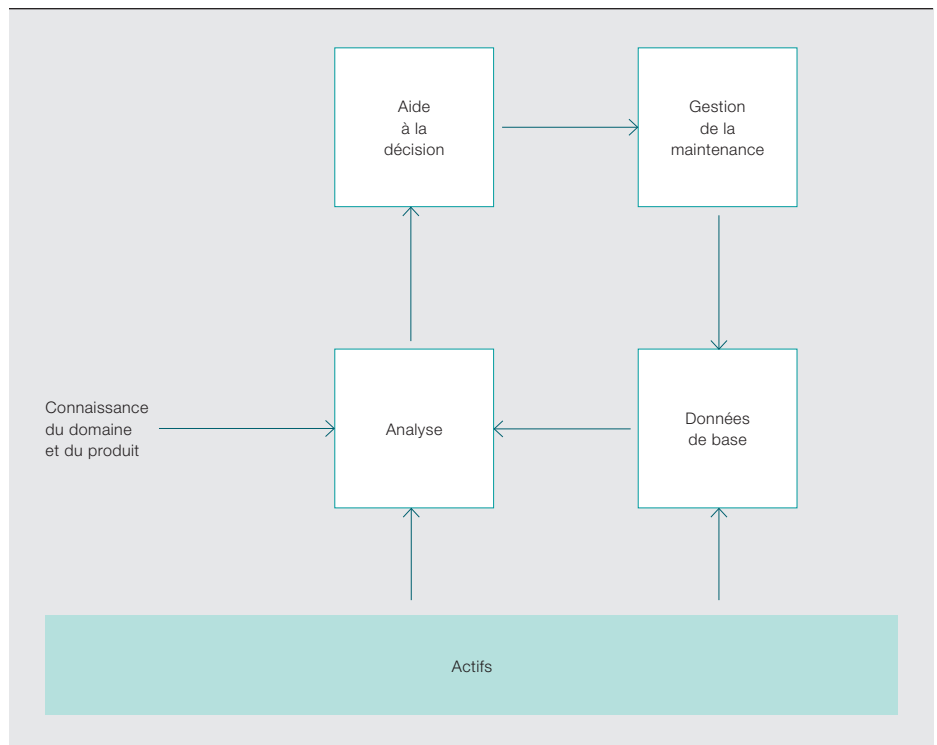 Aide
à la
décision
Gestion
de la
maintenance
Connaissance
du domaine
et du produit
Analyse
Données
de base
Actifs